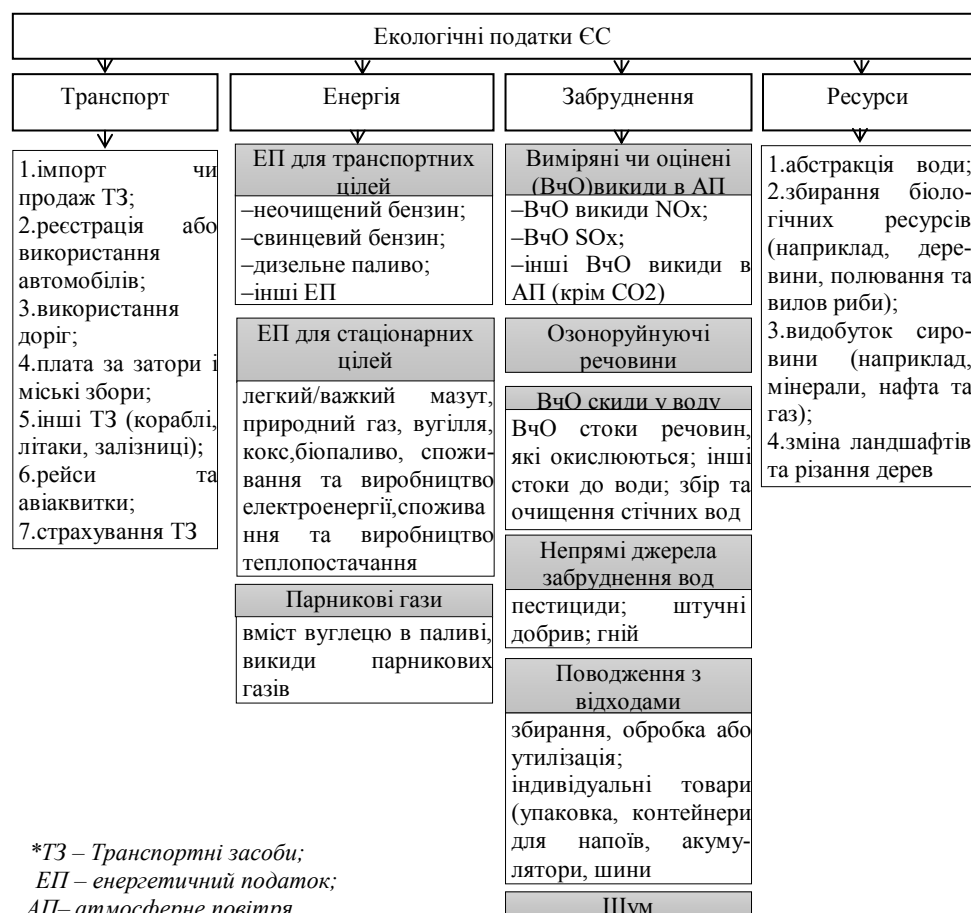 Екологічні податки ЄС
Транспорт
1.імпорт чи
продаж ТЗ;
2.реєстрація або
використання
автомобілів;
3.використання
доріг;
4.плата за затори і
міські збори;
5.інші ТЗ (кораблі,
літаки, залізниці);
6.рейси та
авіаквитки;
7.страхування ТЗ
Енергія
ЕП для транспортних
цілей
–неочищений бензин;
–свинцевий бензин;
–дизельне паливо;
–інші ЕП
ЕП для стаціонарних
цілей
легкий/важкий мазут,
природний газ, вугілля,
кокс,біопаливо, спожи-
вання та виробництво
електроенергії,спожива
ння та виробництво
теплопостачання
Парникові гази
вміст вуглецю в паливі,
викиди парникових
газів
Забруднення
Виміряні чи оцінені
(ВчО)викиди в АП
–ВчО викиди NOx;
–ВчО SOx;
–інші ВчО викиди в
АП (крім CO2)
Озоноруйнуючі
речовини
ВчО скиди у воду
ВчО стоки речовин,
які окислюються; інші
стоки до води; збір та
очищення стічних вод
Непрямі джерела
забруднення вод
пестициди; штучні
добрив; гній
Поводження з
відходами
збирання, обробка або
утилізація;
індивідуальні товари
(упаковка, контейнери
для напоїв, акуму-
лятори, шини
Шум
Ресурси
1.абстракція води;
2.збирання біоло-
гічних ресурсів
(наприклад, дере-
вини, полювання та
вилов риби);
3.видобуток сиро-
вини (наприклад,
мінерали, нафта та
газ);
4.зміна ландшафтів
та різання дерев
*ТЗ – Транспортні засоби;
ЕП – енергетичний податок;
АП– атмосферне повітря